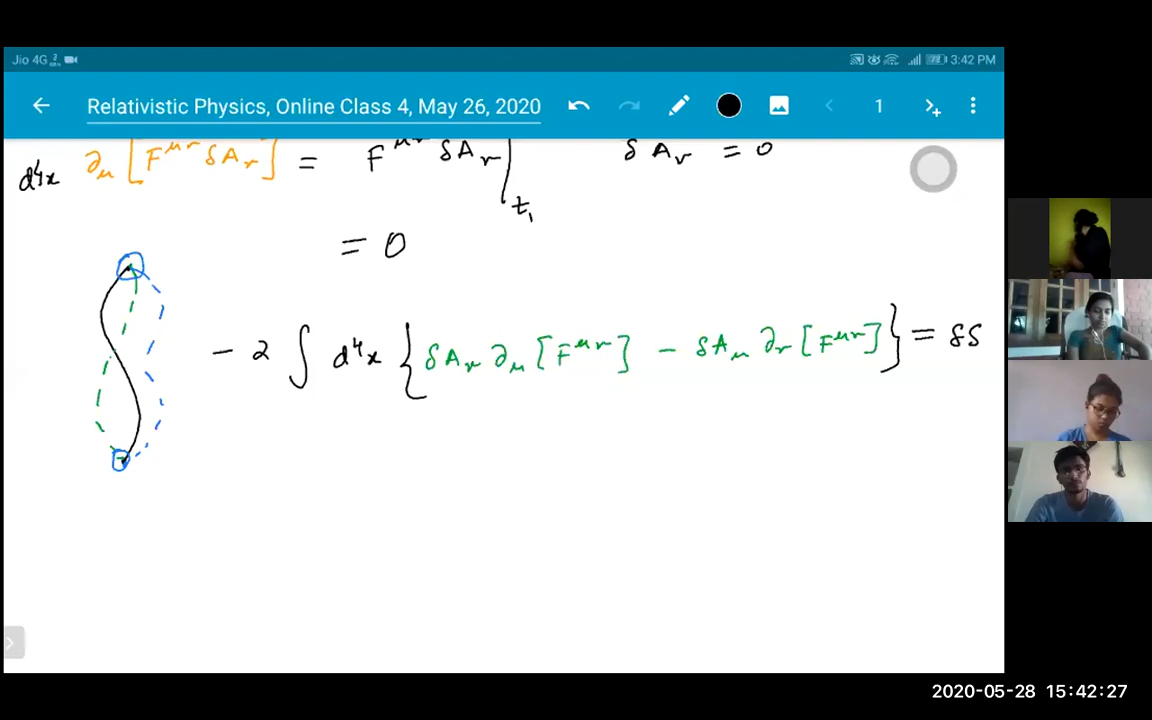 Jio 4G 3:42 PM
Relativistic Physics, Online Class 4, May 26, 2020 1
d⁴x ∂μ [F^μν δAν] = F^μν δAν |t₁ δAν = 0
= 0
- 2 ∫ d⁴x { δAν ∂μ [F^μν] - δAμ ∂ν [F^μν] } = δS
2020-05-28 15:42:27